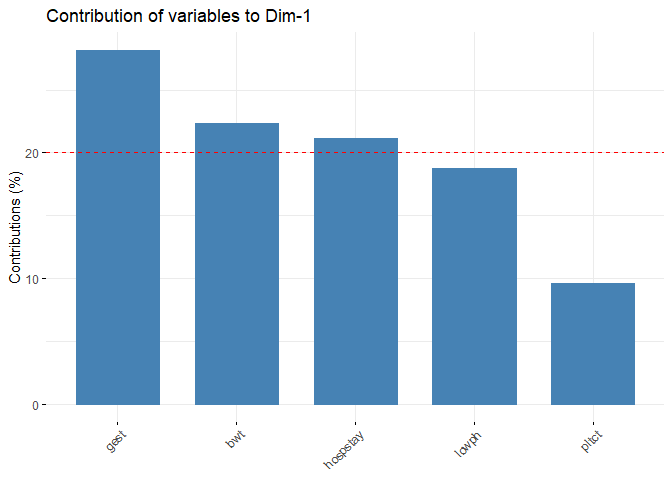 Contribution of variables to Dim-1
Contributions (%)
20
10
0
gest
bwt
hospstay
lowph
pltct